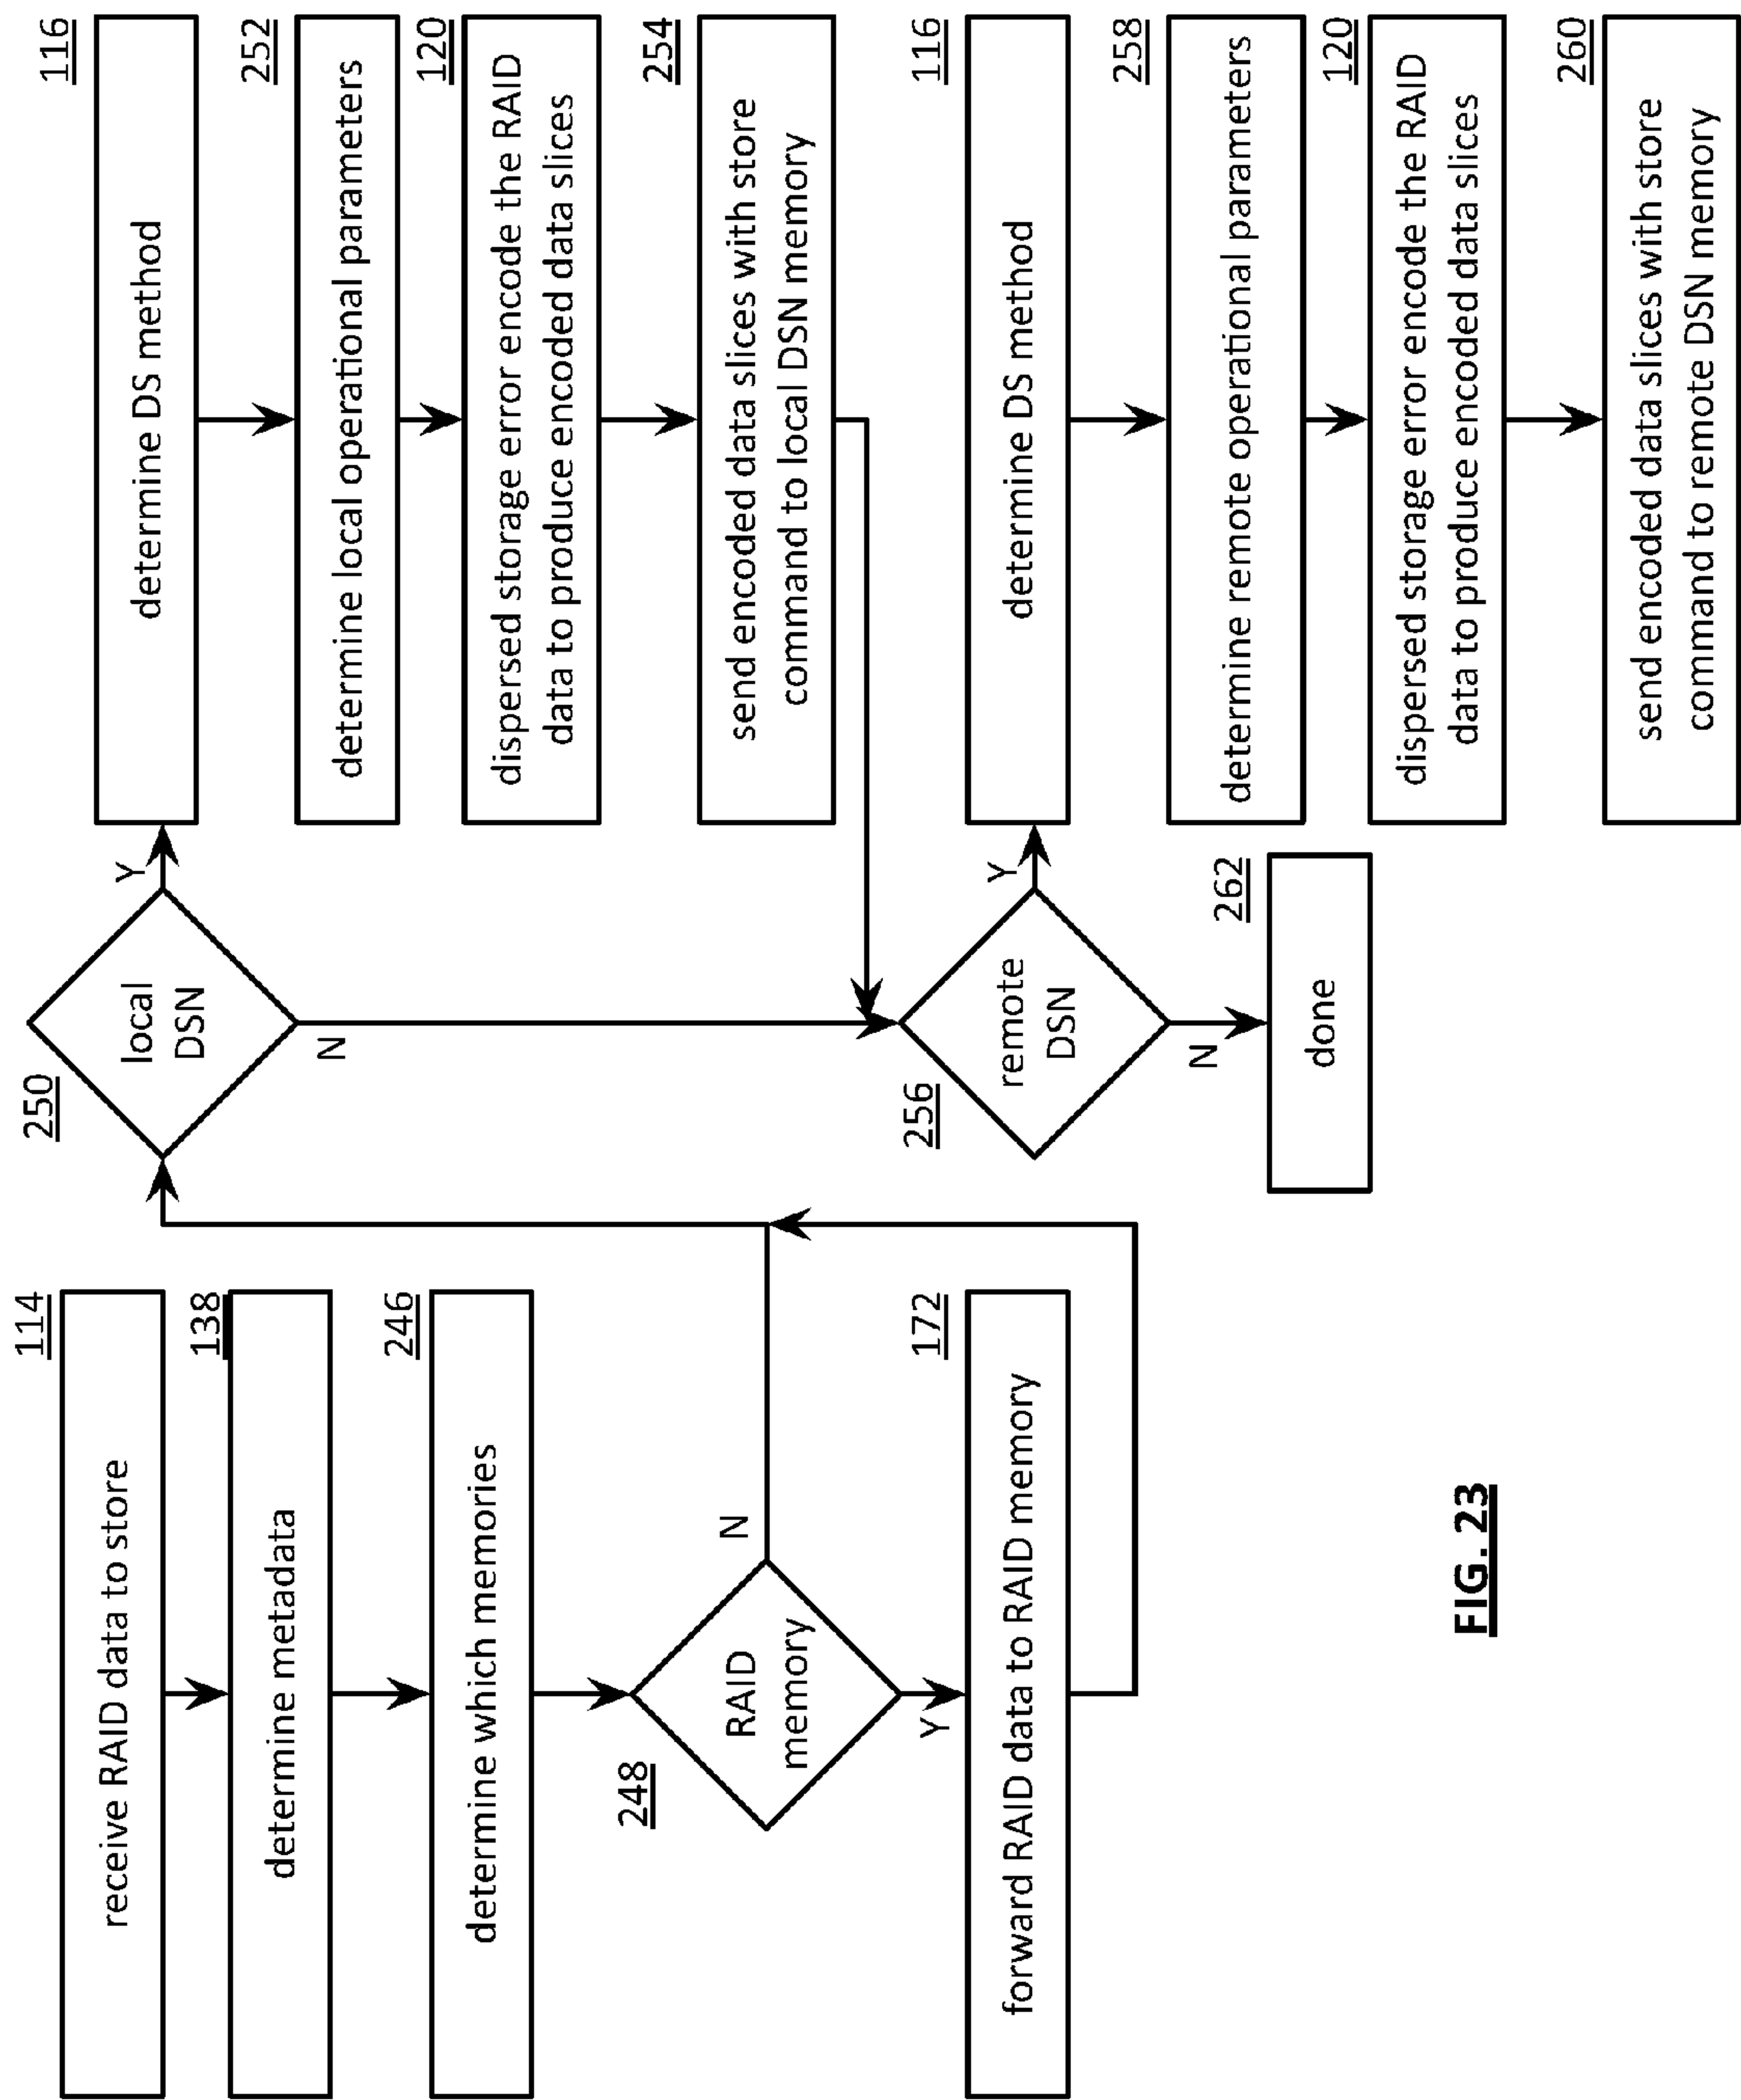 114
receive RAID data to store
138
determine metadata
246
determine which memories
248
RAID
memory
N
Y
172
forward RAID data to RAID memory
250
local
DSN
Y
N
116
determine DS method
252
determine local operational parameters
120
dispersed storage error encode the RAID
data to produce encoded data slices
254
send encoded data slices with store
command to local DSN memory
256
remote
DSN
Y
N
262
done
116
determine DS method
258
determine remote operational parameters
120
dispersed storage error encode the RAID
data to produce encoded data slices
260
send encoded data slices with store
command to remote DSN memory
FIG. 23